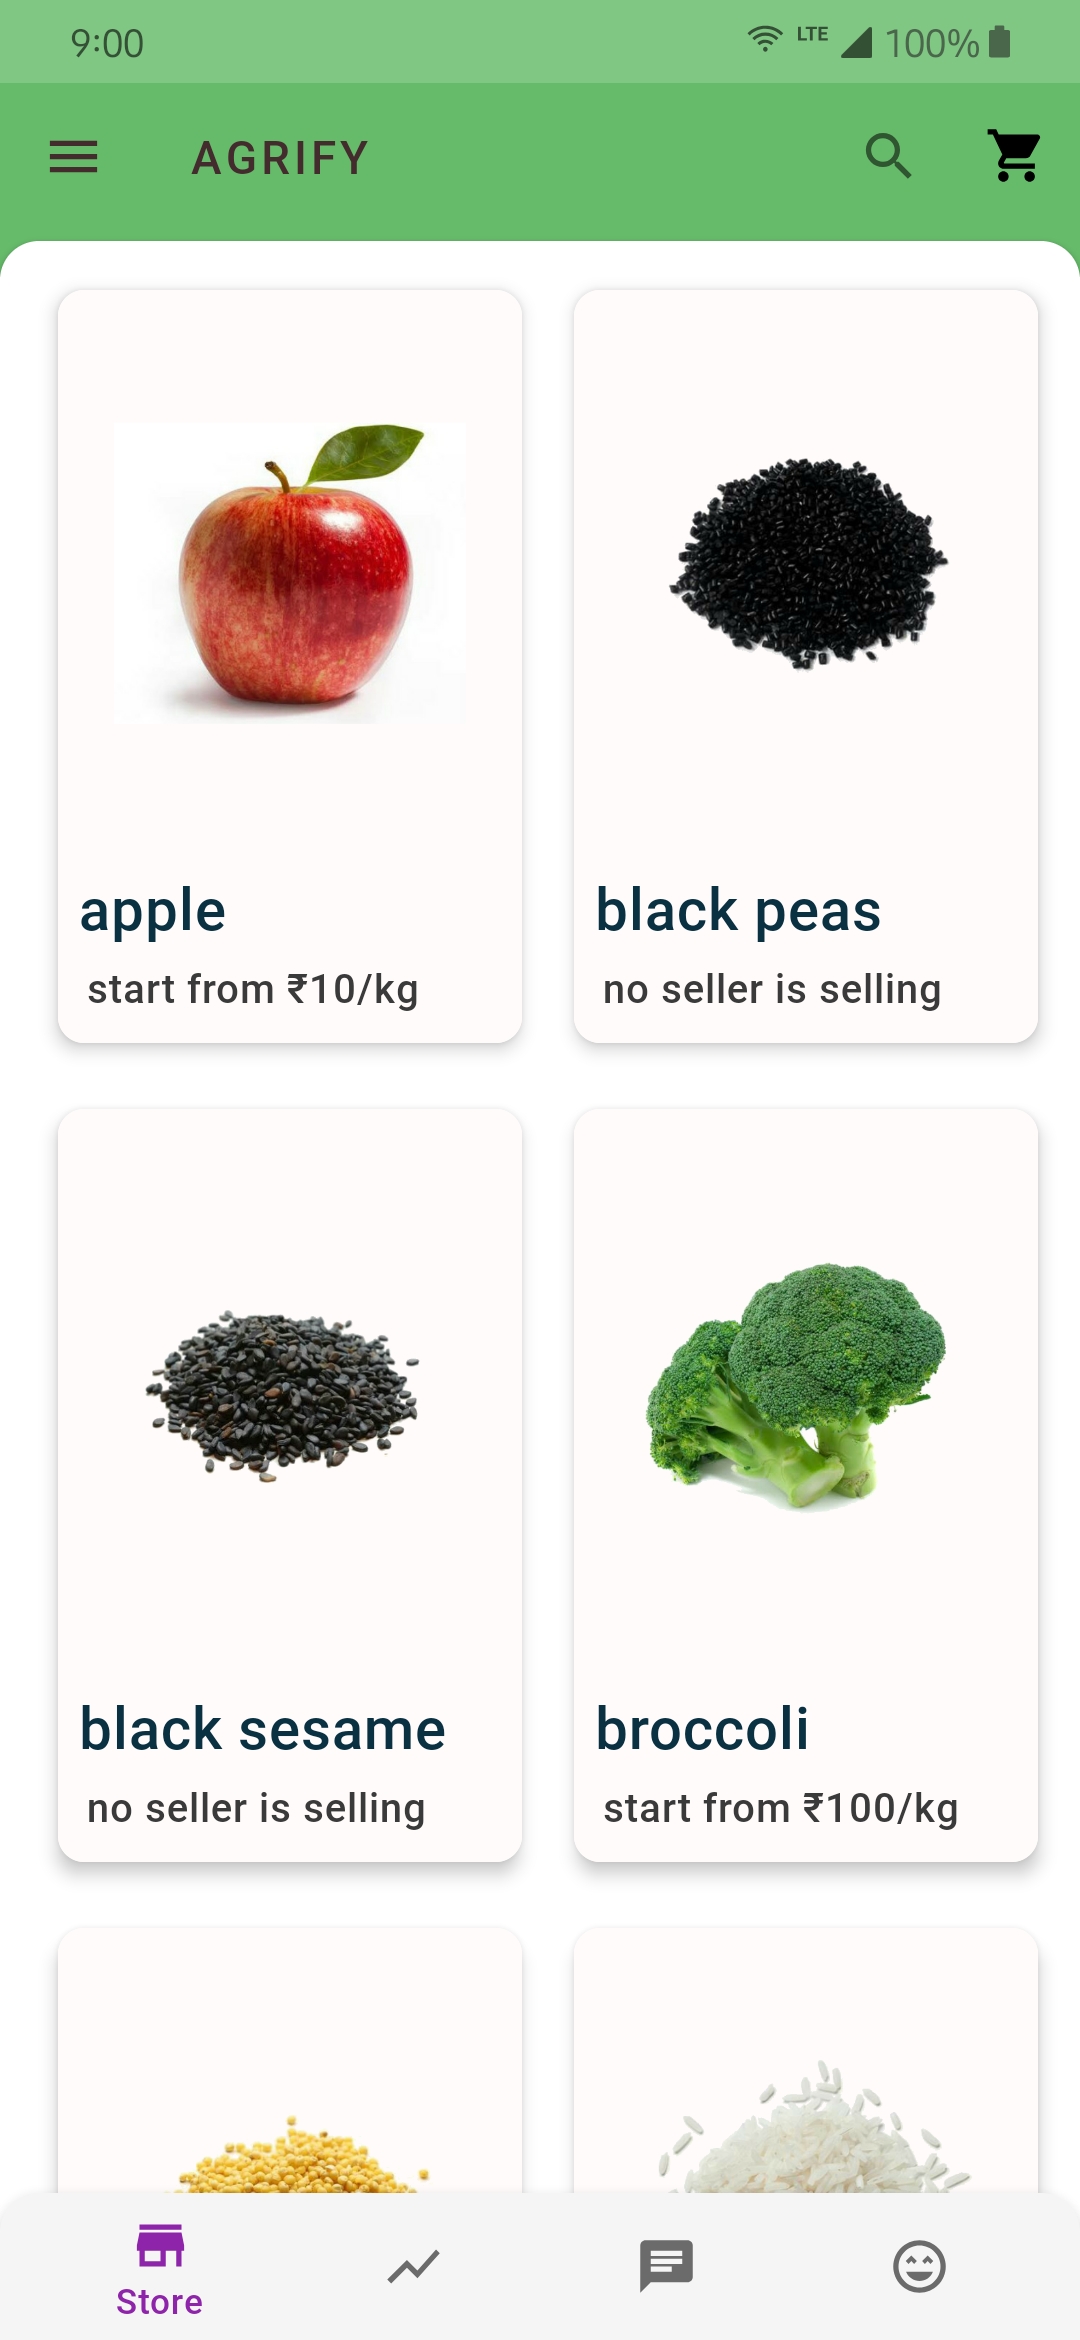 9:00
LTE
100%
AGRIFY
apple
start from ₹10/kg
black peas
no seller is selling
black sesame
no seller is selling
broccoli
start from ₹100/kg
Store